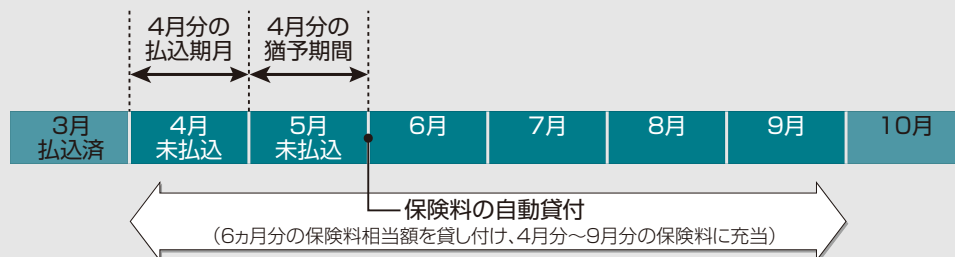 4月分の
払込期月
4月分の
猶予期間
3月
払込済
4月
未払込
5月
未払込
6月
7月
8月
9月
10月
保険料の自動貸付
(6ヵ月分の保険料相当額を貸し付け、4月分～9月分の保険料に充当)